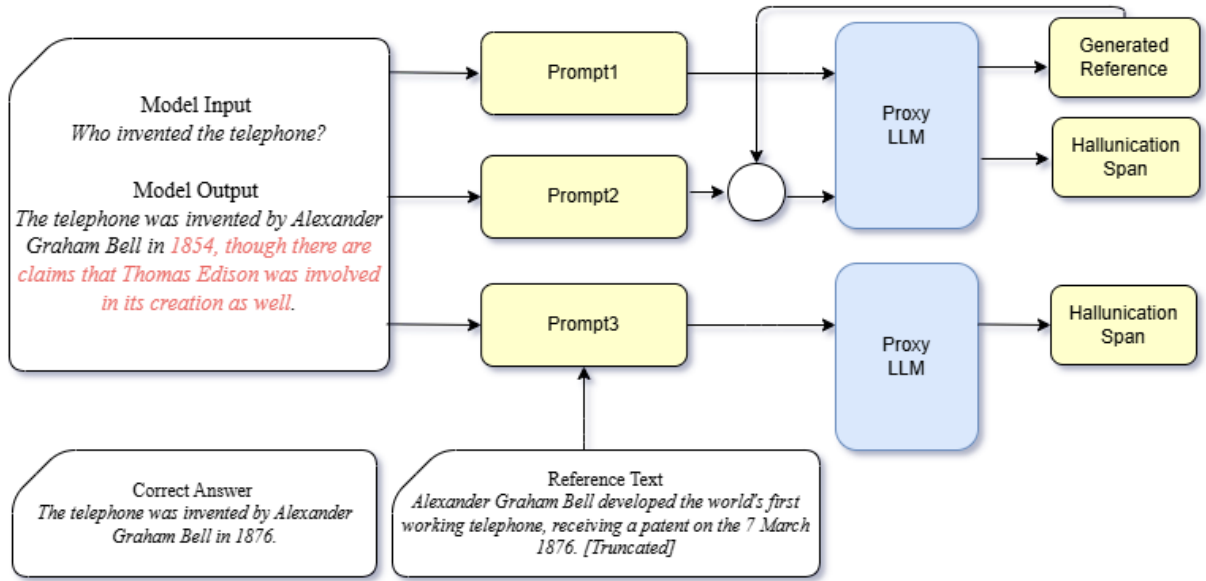 Model Input
Who invented the telephone?
Model Output
The telephone was invented by Alexander
Graham Bell in 1854, though there are
claims that Thomas Edison was involved
in its creation as well.
Prompt1
Prompt2
Prompt3
Proxy
LLM
Generated
Reference
Hallunication
Span
Proxy
LLM
Hallunication
Span
Correct Answer
The telephone was invented by Alexander
Graham Bell in 1876.
Reference Text
Alexander Graham Bell developed the world's first
working telephone, receiving a patent on the 7 March
1876. [Truncated]